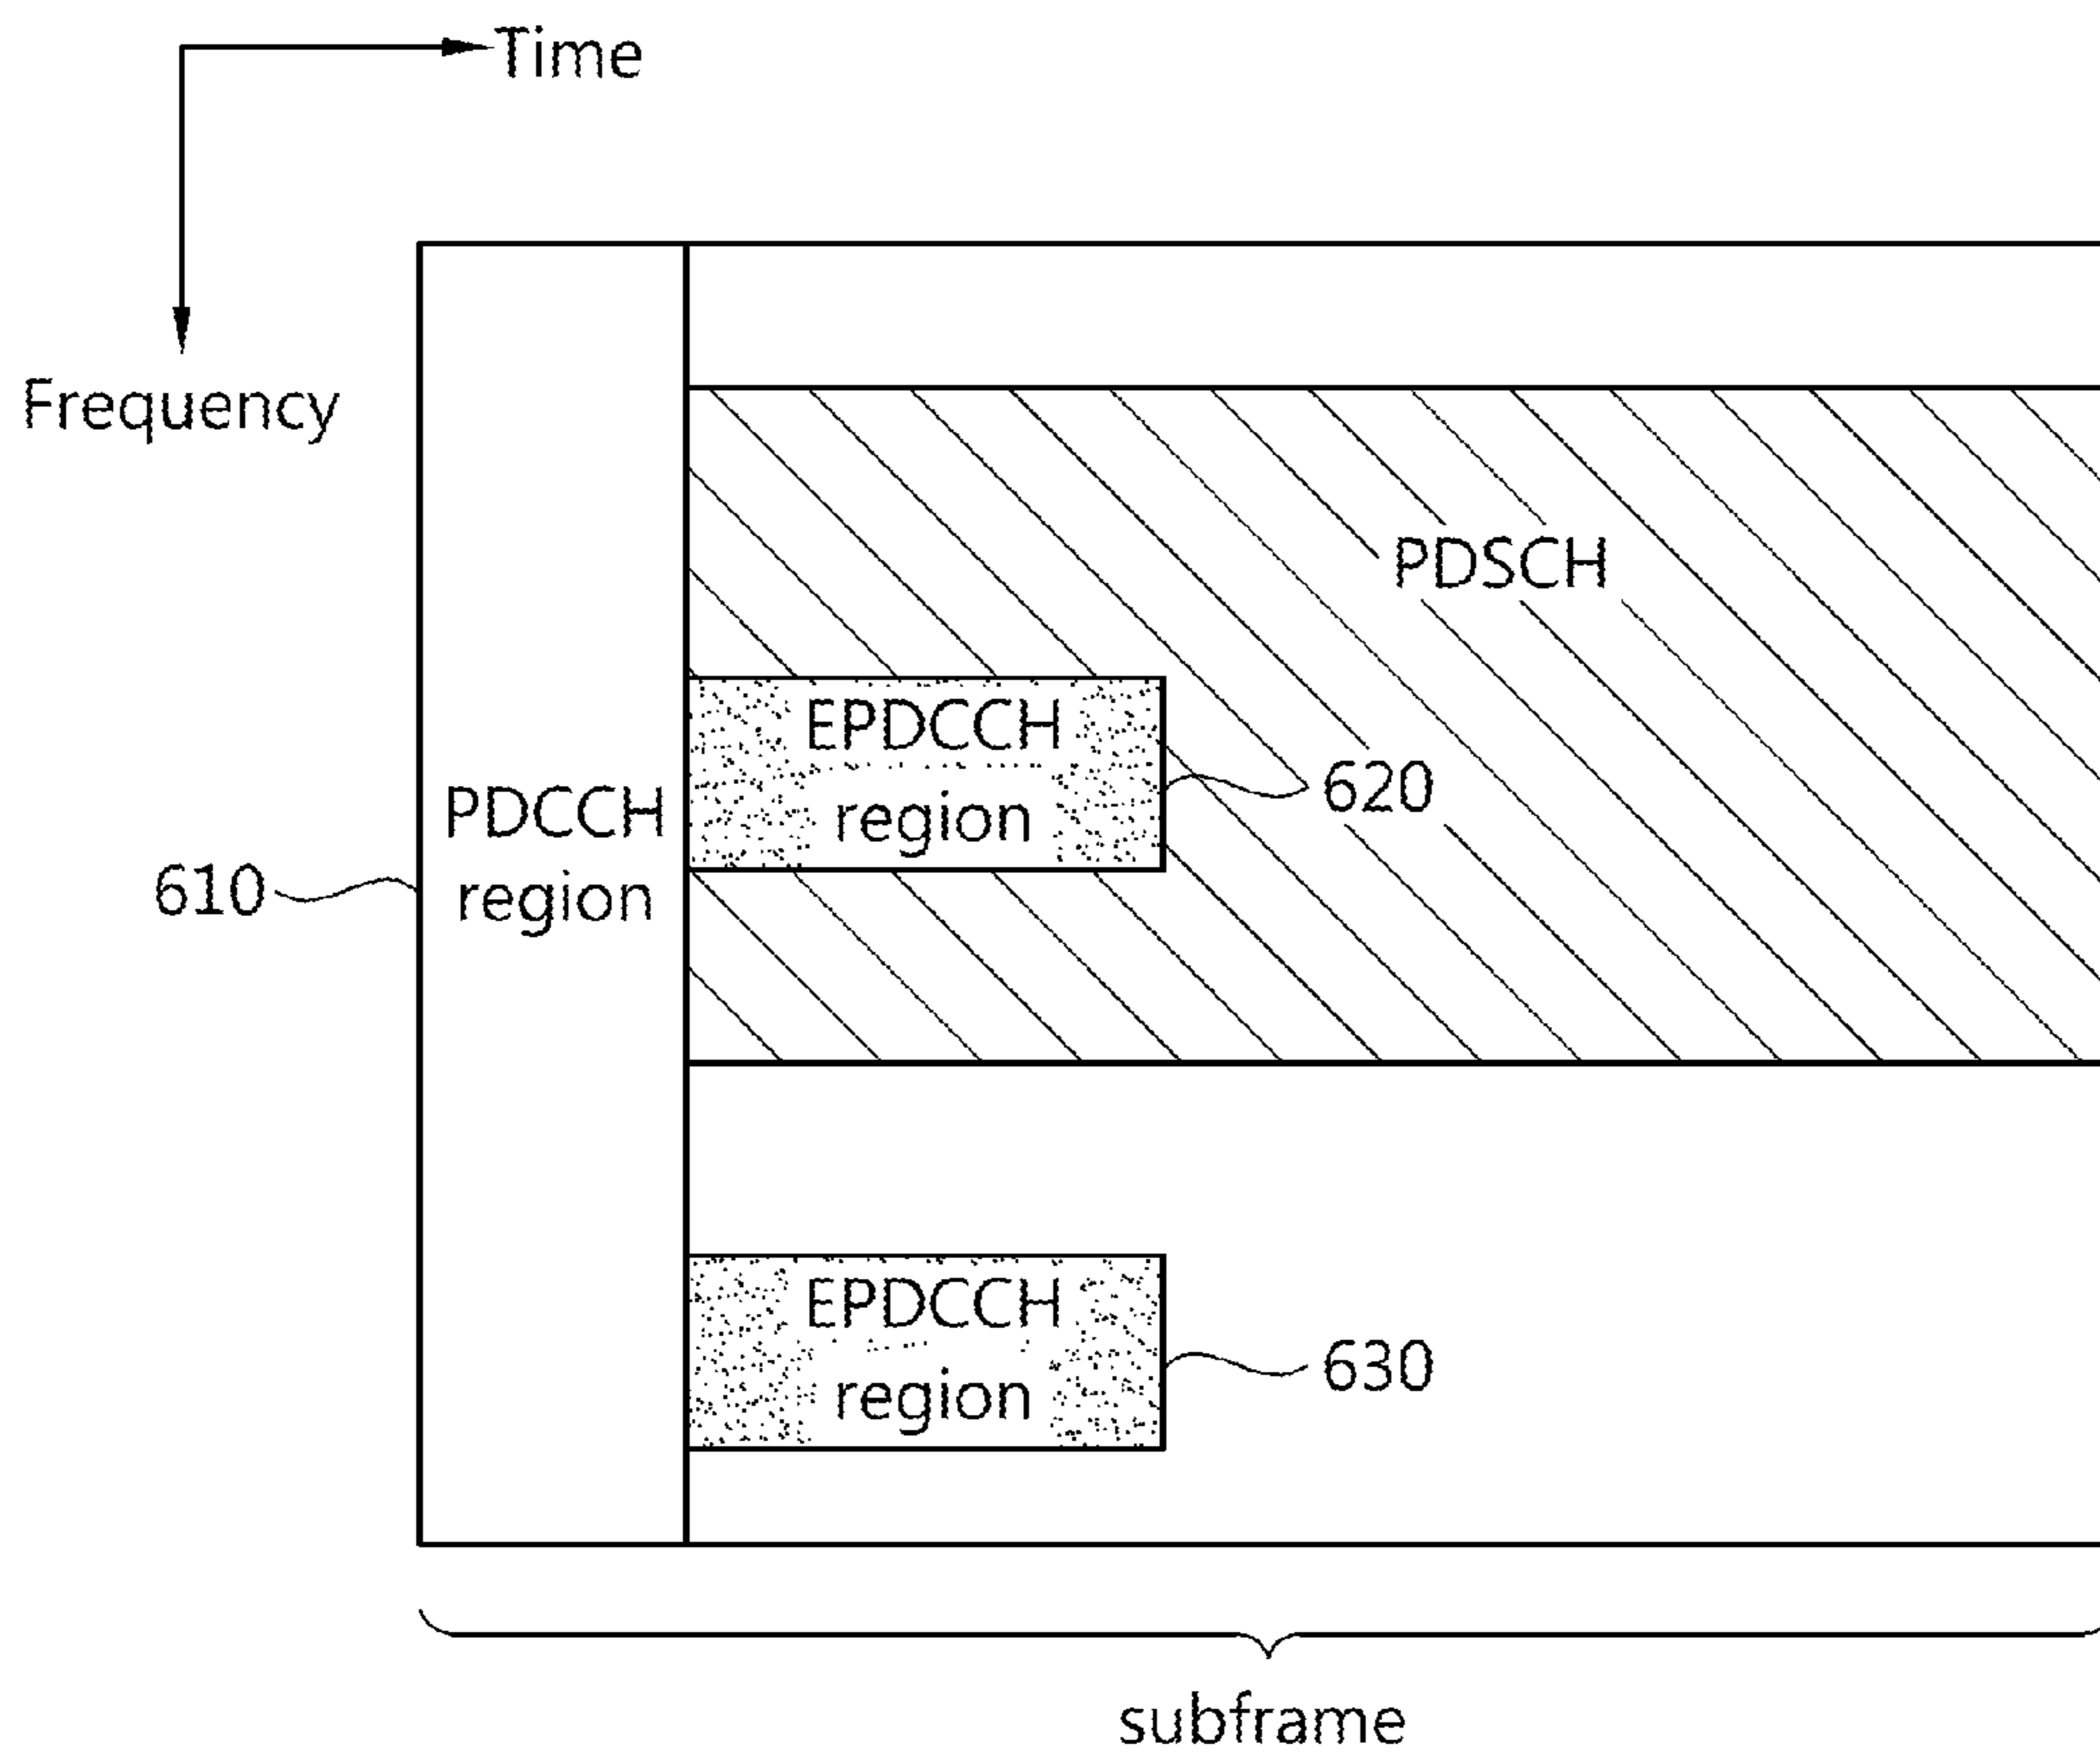 Time
Frequency
PDSCH
EPDCCH
region
620
PDCCH
region
610
EPDCCH
region
630
subframe